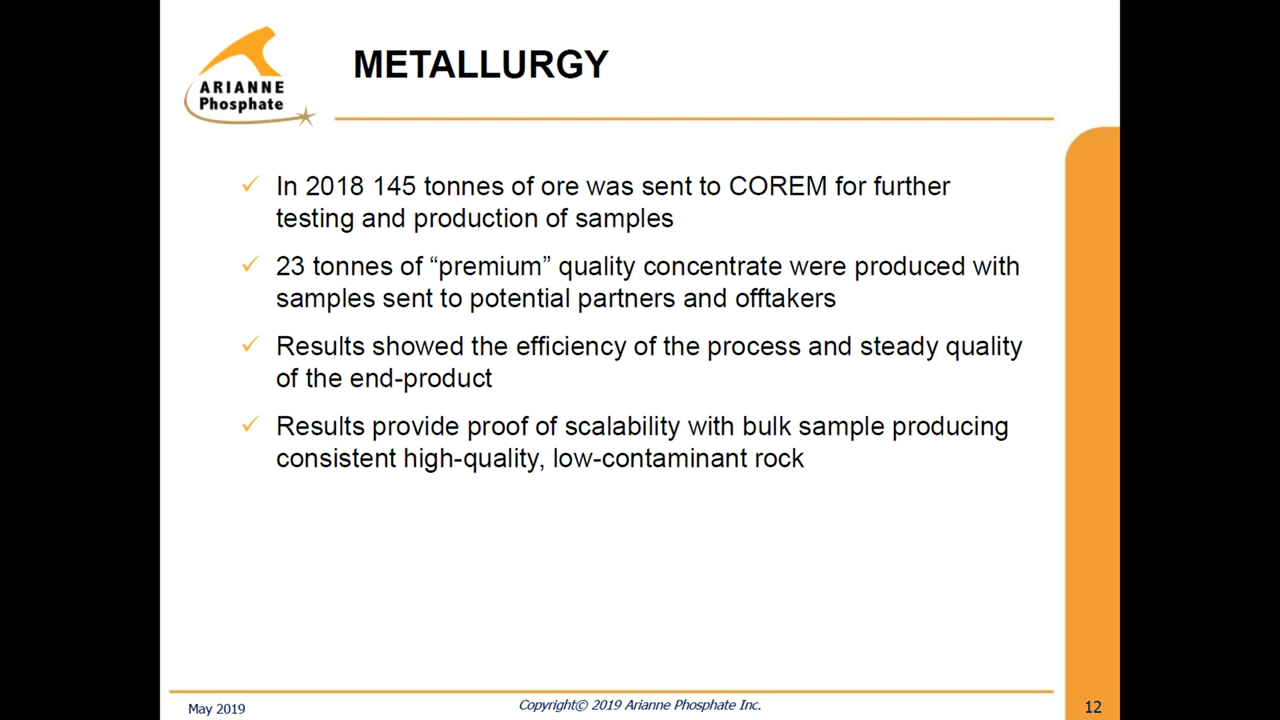 ARIANNE
Phosphate
METALLURGY
In 2018 145 tonnes of ore was sent to COREM for further
testing and production of samples
23 tonnes of “premium” quality concentrate were produced with
samples sent to potential partners and offtakers
Results showed the efficiency of the process and steady quality
of the end-product
Results provide proof of scalability with bulk sample producing
consistent high-quality, low-contaminant rock
May 2019
Copyright© 2019 Arianne Phosphate Inc.
12